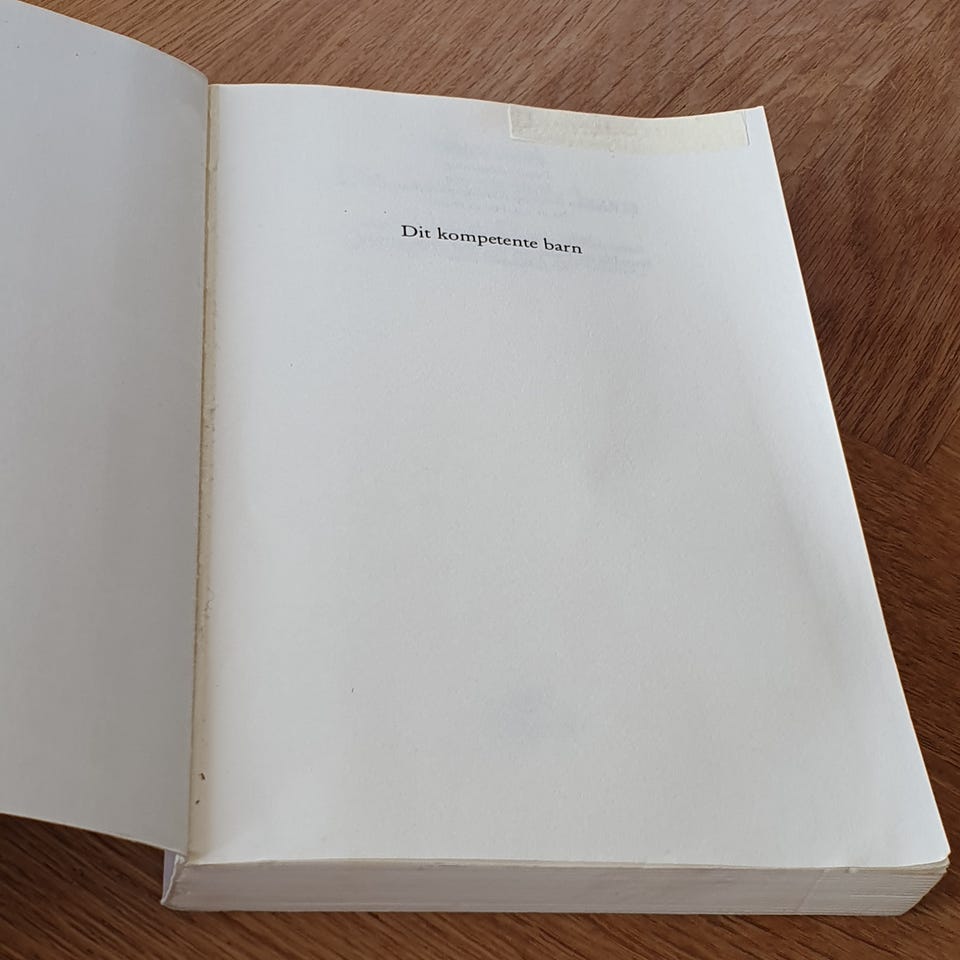 Dit kompetente barn